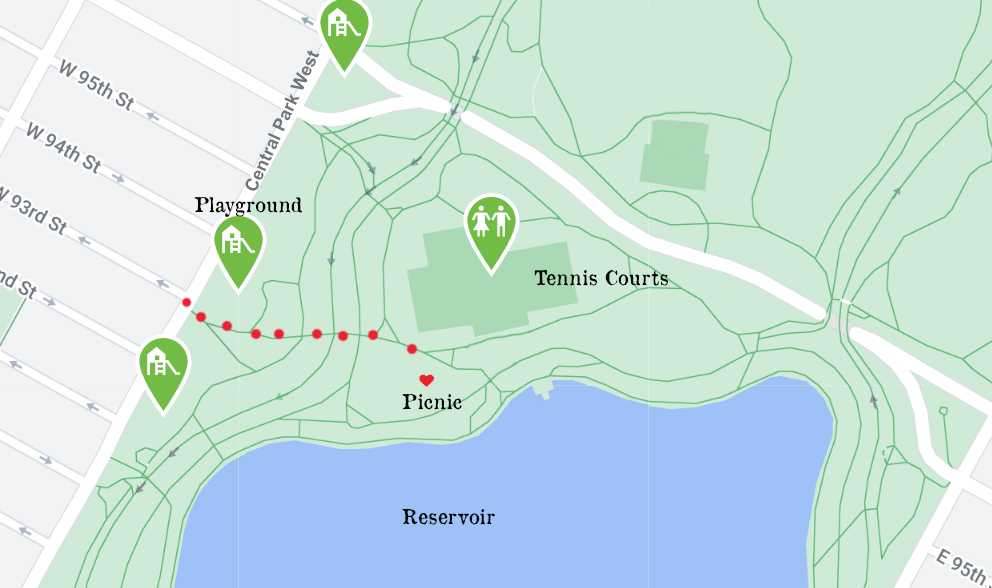 W 95th St
Central Park West
W 94th St
Playground
W 93rd St
nd St
Tennis Courts
Picnic
Reservoir
E 95th